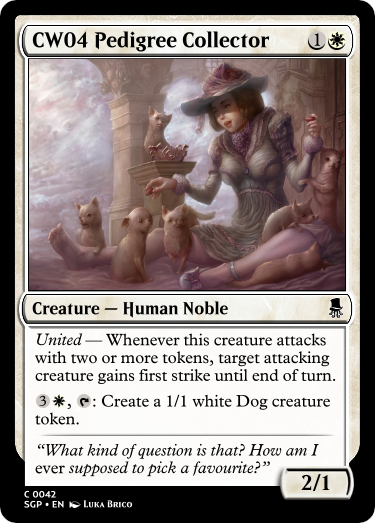 CW04 Pedigree Collector 1
Creature — Human Noble
United — Whenever this creature attacks
with two or more tokens, target attacking
creature gains first strike until end of turn.
3, T: Create a 1/1 white Dog creature
token.
“What kind of question is that? How am I
ever supposed to pick a favourite?”
2/1
C 0042
SGP • EN Luka Brico